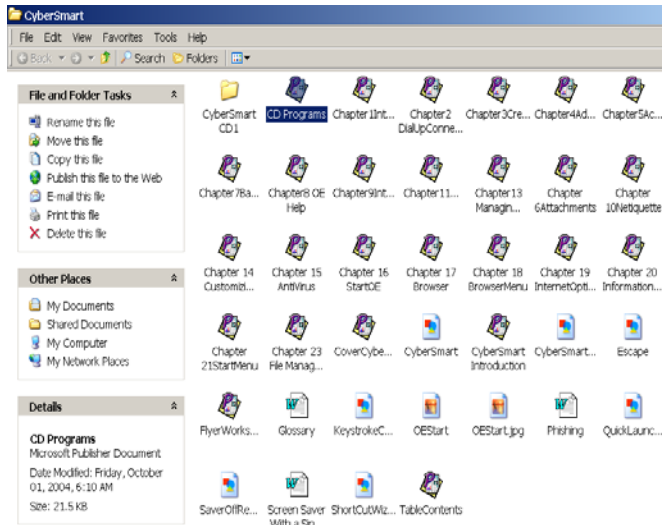 CyberSmart
File Edit View Favorites Tools Help
Back Search Folders
File and Folder Tasks
Rename this file
Move this file
Copy this file
Publish this file to the Web
E-mail this file
Print this file
Delete this file
Other Places
My Documents
Shared Documents
My Computer
My Network Places
Details
CD Programs
Microsoft Publisher Document
Date Modified: Friday, October
01, 2004, 6:10 AM
Size: 21.5 KB
CyberSmart CD Programs Chapter1Int... Chapter2 Chapter3Cre... Chapter4Ad... Chapter5Ac...
CD1 DialUpConne...
Chapter7Ba... Chapter8 OE Chapter9Int... Chapter11... Chapter13 Chapter Chapter
Help Managin... 6Attachments 10Netiquette
Chapter 14 Chapter 15 Chapter 16 Chapter 17 Chapter 18 Chapter 19 Chapter 20
Customizi... AntiVirus StartOE Browser BrowserMenu InternetOpti... Information...
Chapter Chapter 23 CoverCybe... CyberSmart CyberSmart CyberSmart... Escape
21StartMenu File Manag... Introduction
FlyerWorks... Glossary KeystrokeC... OEStart OEStart.jpg Phishing QuickLaunc...
SaverOffRe... Screen Saver ShortCutWiz... TableContents
With a Sin...